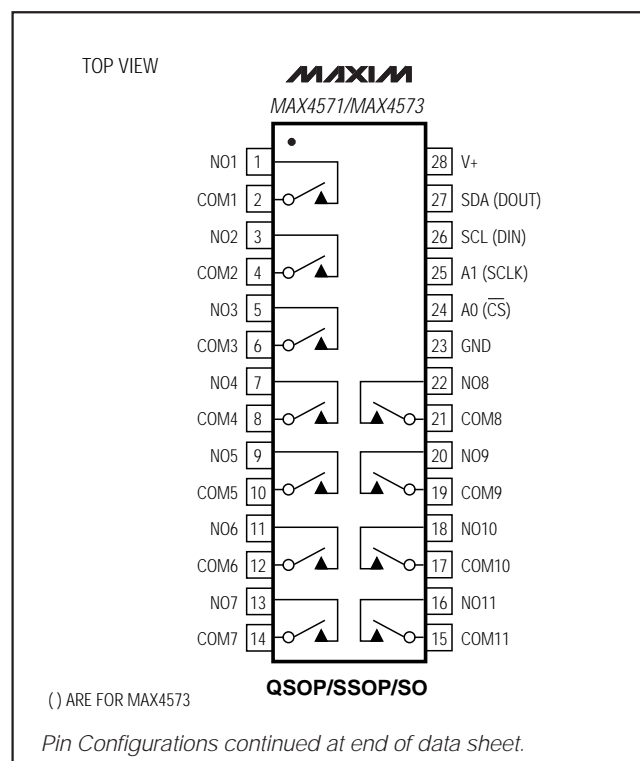 TOP VIEW
MAXIM
MAX4571/MAX4573
NO1 1 28 V+
COM1 2 27 SDA (DOUT)
NO2 3 26 SCL (DIN)
COM2 4 25 A1 (SCLK)
NO3 5 24 A0 (C̅S̅)
COM3 6 23 GND
NO4 7 22 NO8
COM4 8 21 COM8
NO5 9 20 NO9
COM5 10 19 COM9
NO6 11 18 NO10
COM6 12 17 COM10
NO7 13 16 NO11
COM7 14 15 COM11
QSOP/SSOP/SO
( ) ARE FOR MAX4573
Pin Configurations continued at end of data sheet.